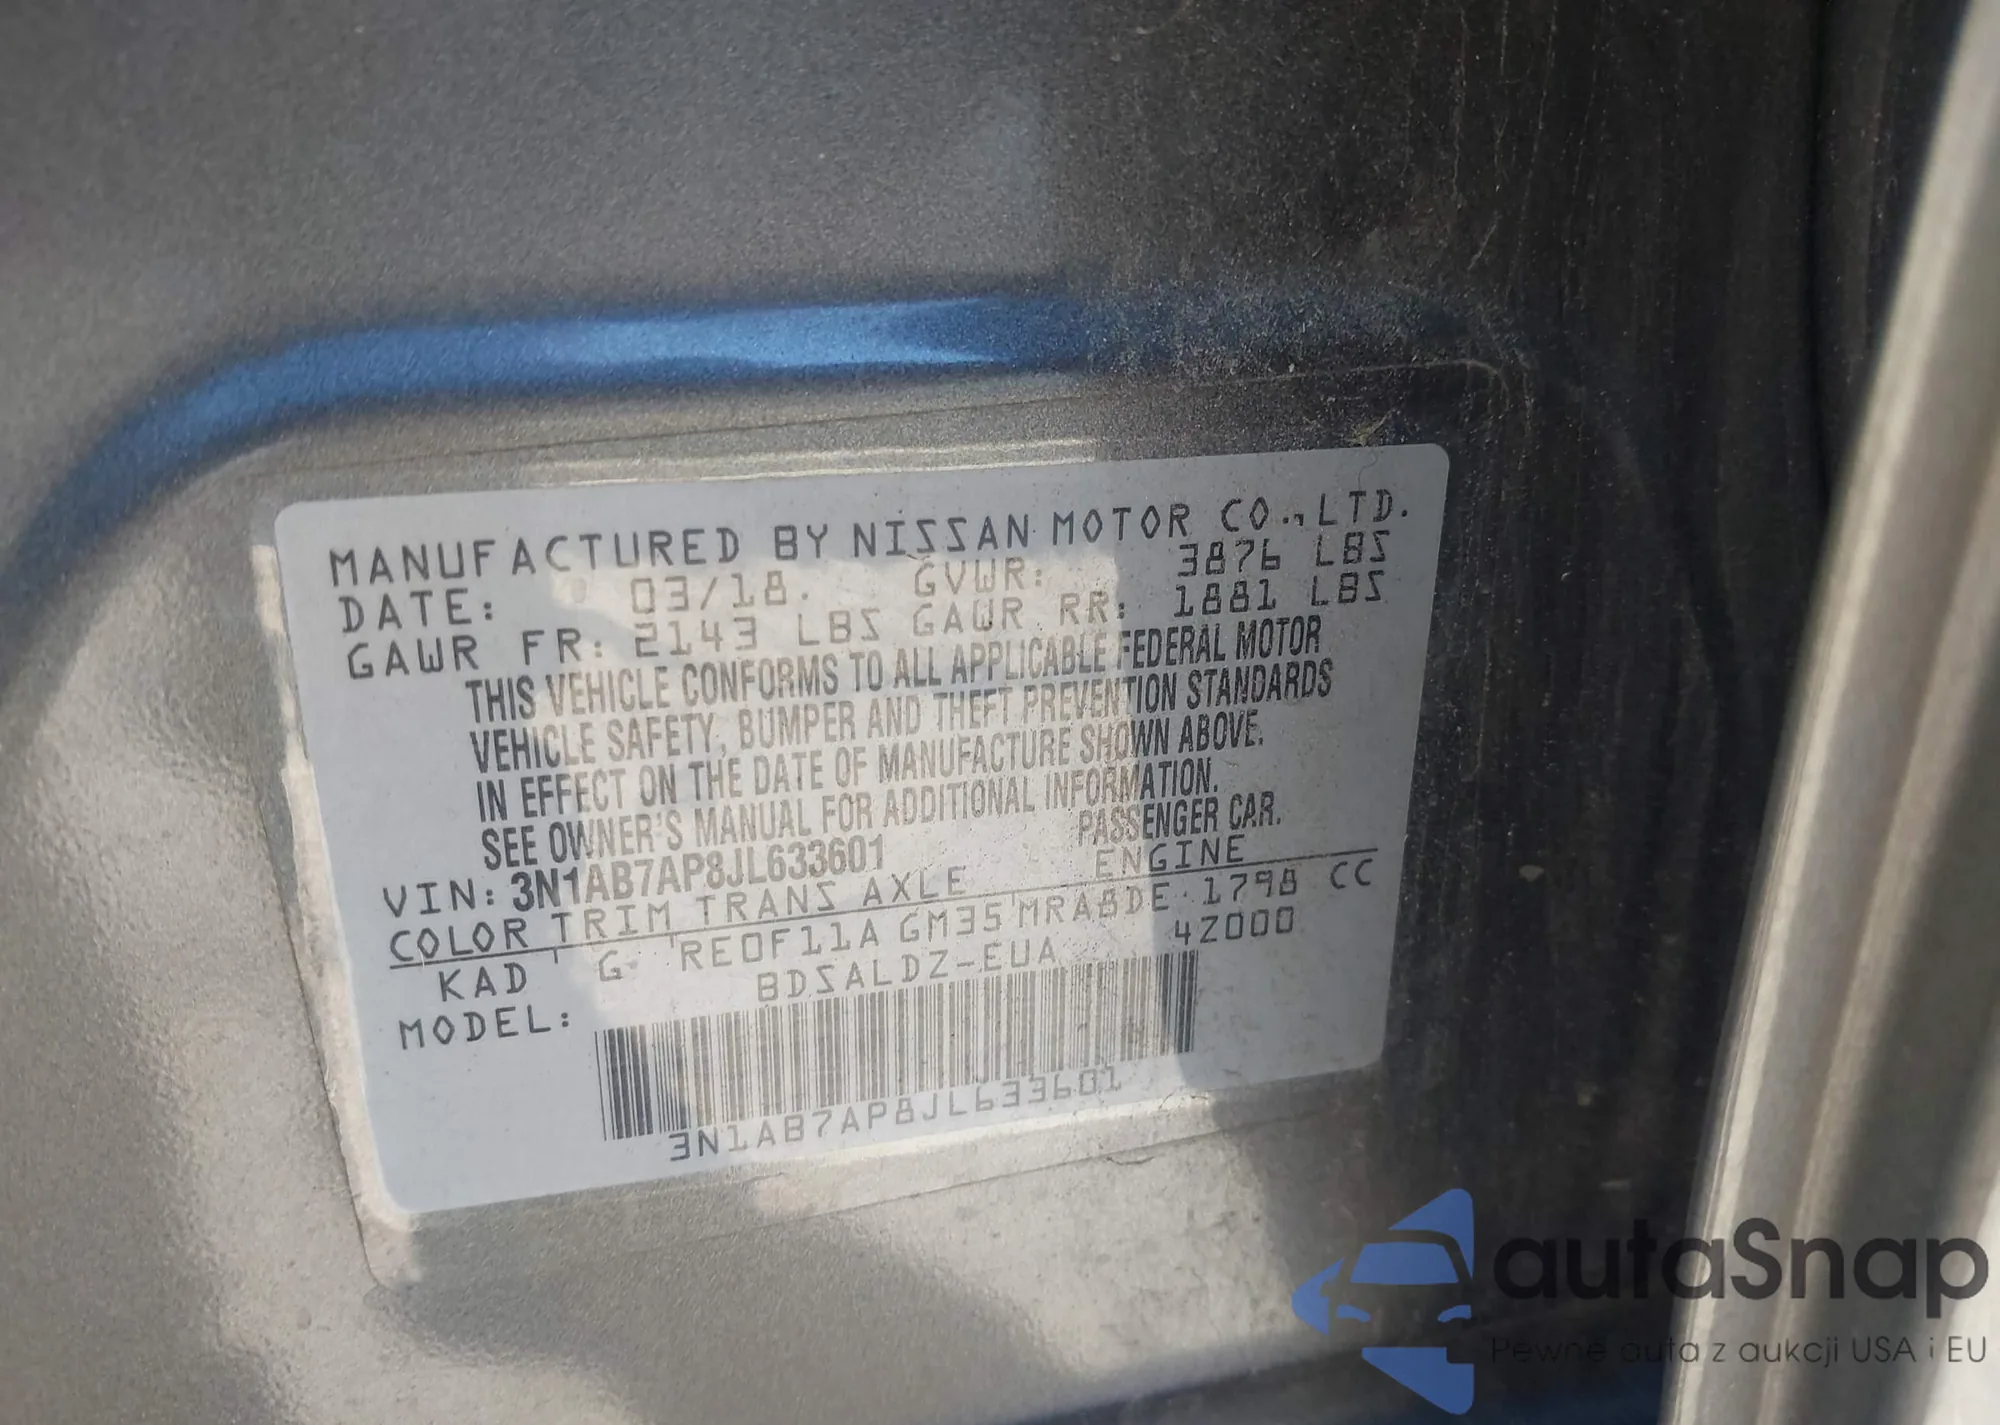 MANUFACTURED BY NISSAN MOTOR CO., LTD.
DATE: 03/18. GVWR: 3876 LBS
GAWR FR: 2143 LBS GAWR RR: 1881 LBS
THIS VEHICLE CONFORMS TO ALL APPLICABLE FEDERAL MOTOR
VEHICLE SAFETY, BUMPER AND THEFT PREVENTION STANDARDS
IN EFFECT ON THE DATE OF MANUFACTURE SHOWN ABOVE.
SEE OWNER'S MANUAL FOR ADDITIONAL INFORMATION.
VIN: 3N1AB7AP8JL633601 PASSENGER CAR.
COLOR TRIM TRANS AXLE ENGINE
KAD G RE0F11A GM35 MRA8DE 1798 CC
MODEL: BDSALDZ-EUA 4Z000
3N1AB7AP8JL633601
autaSnap
Pewne auta z aukcji USA i EU